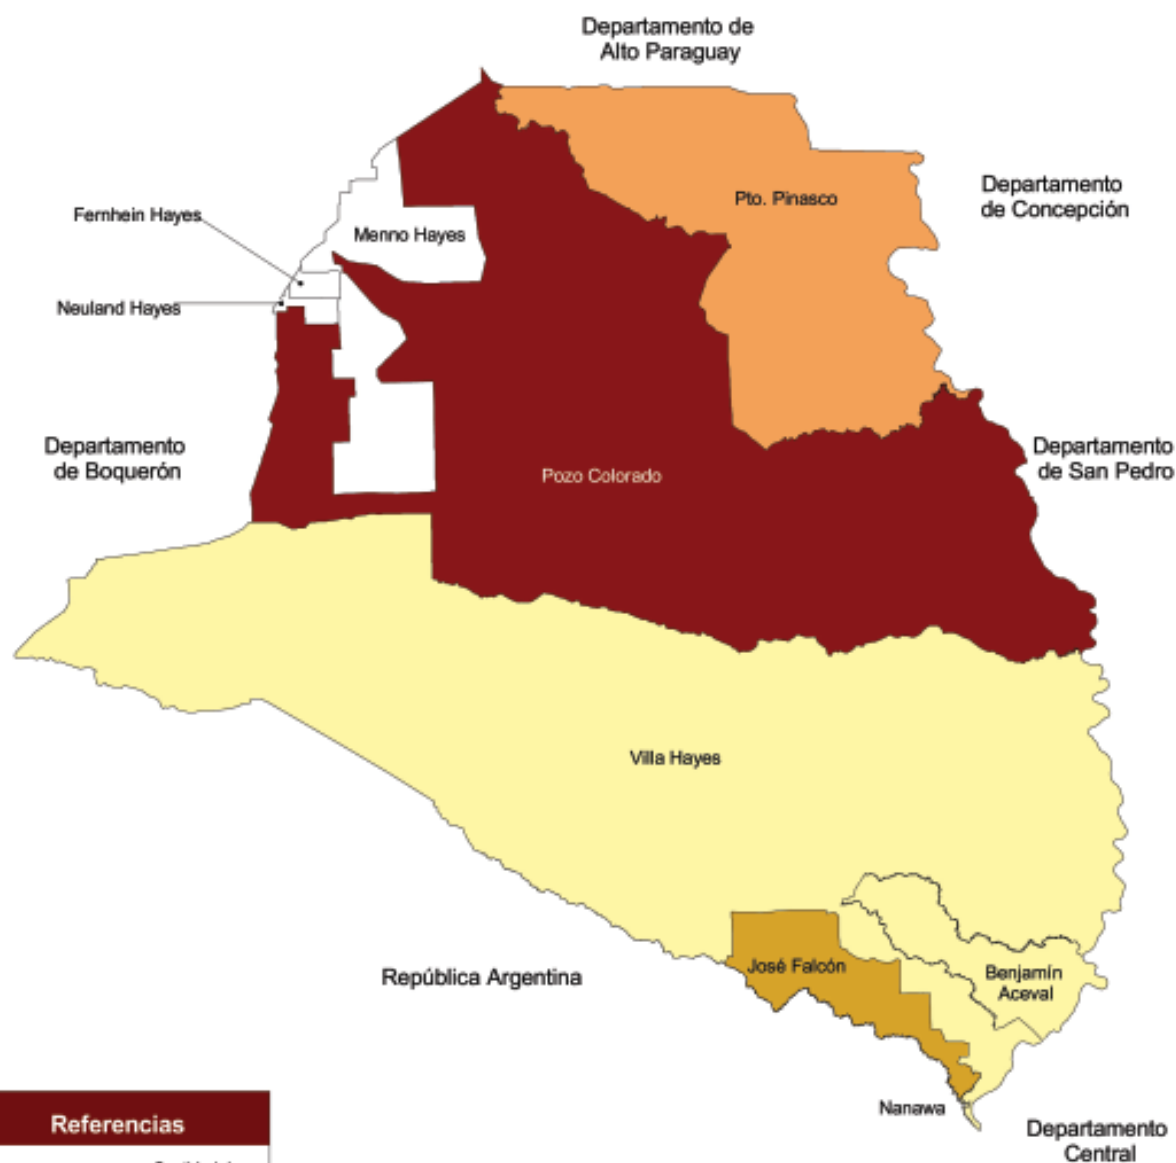 Departamento de
Alto Paraguay
Departamento
de Concepción
Pto. Pinasco
Fernhein Hayes
Menno Hayes
Neuland Hayes
Departamento
de Boquerón
Departamento
de San Pedro
Pozo Colorado
Villa Hayes
José Falcón
Benjamín
Aceval
República Argentina
Nanawa
Referencias
Departamento
Central